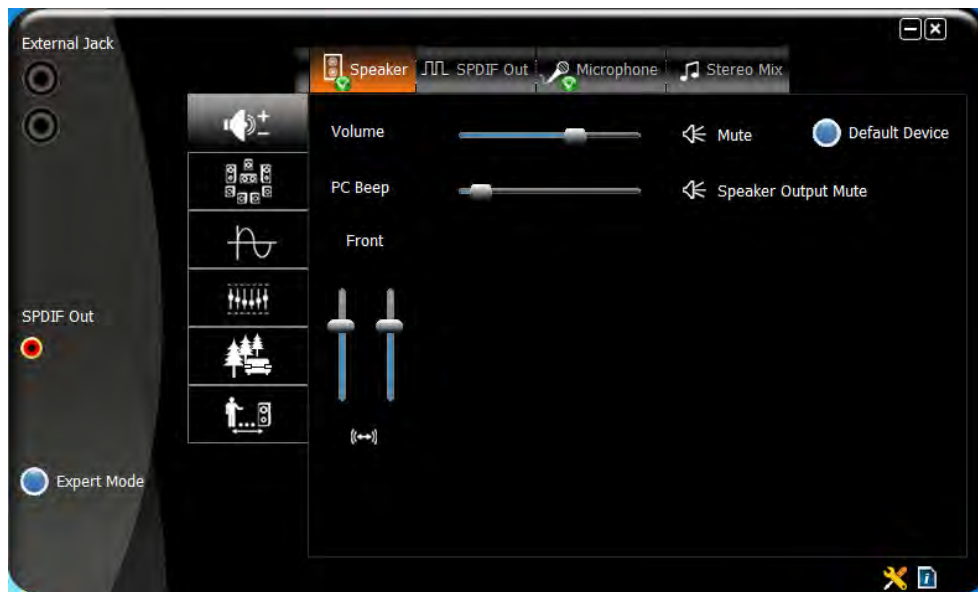 External Jack
Speaker
SPDIF Out
Microphone
Stereo Mix
Volume
Mute
Default Device
PC Beep
Speaker Output Mute
Front
SPDIF Out
Expert Mode